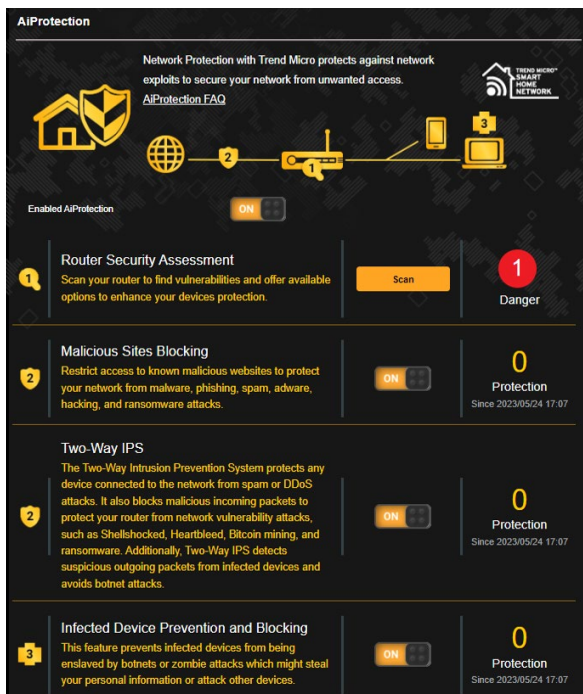 AiProtection
Network Protection with Trend Micro protects against network
exploits to secure your network from unwanted access.
AiProtection FAQ
TREND MICRO™
SMART
HOME
NETWORK
3
2
1
Enabled AiProtection
ON
1
Router Security Assessment
Scan your router to find vulnerabilities and offer available
options to enhance your devices protection.
Scan
1
Danger
2
Malicious Sites Blocking
Restrict access to known malicious websites to protect
your network from malware, phishing, spam, adware,
hacking, and ransomware attacks.
ON
0
Protection
Since 2023/05/24 17:07
2
Two-Way IPS
The Two-Way Intrusion Prevention System protects any
device connected to the network from spam or DDoS
attacks. It also blocks malicious incoming packets to
protect your router from network vulnerability attacks,
such as Shellshocked, Heartbleed, Bitcoin mining, and
ransomware. Additionally, Two-Way IPS detects
suspicious outgoing packets from infected devices and
avoids botnet attacks.
ON
0
Protection
Since 2023/05/24 17:07
3
Infected Device Prevention and Blocking
This feature prevents infected devices from being
enslaved by botnets or zombie attacks which might steal
your personal information or attack other devices.
ON
0
Protection
Since 2023/05/24 17:07